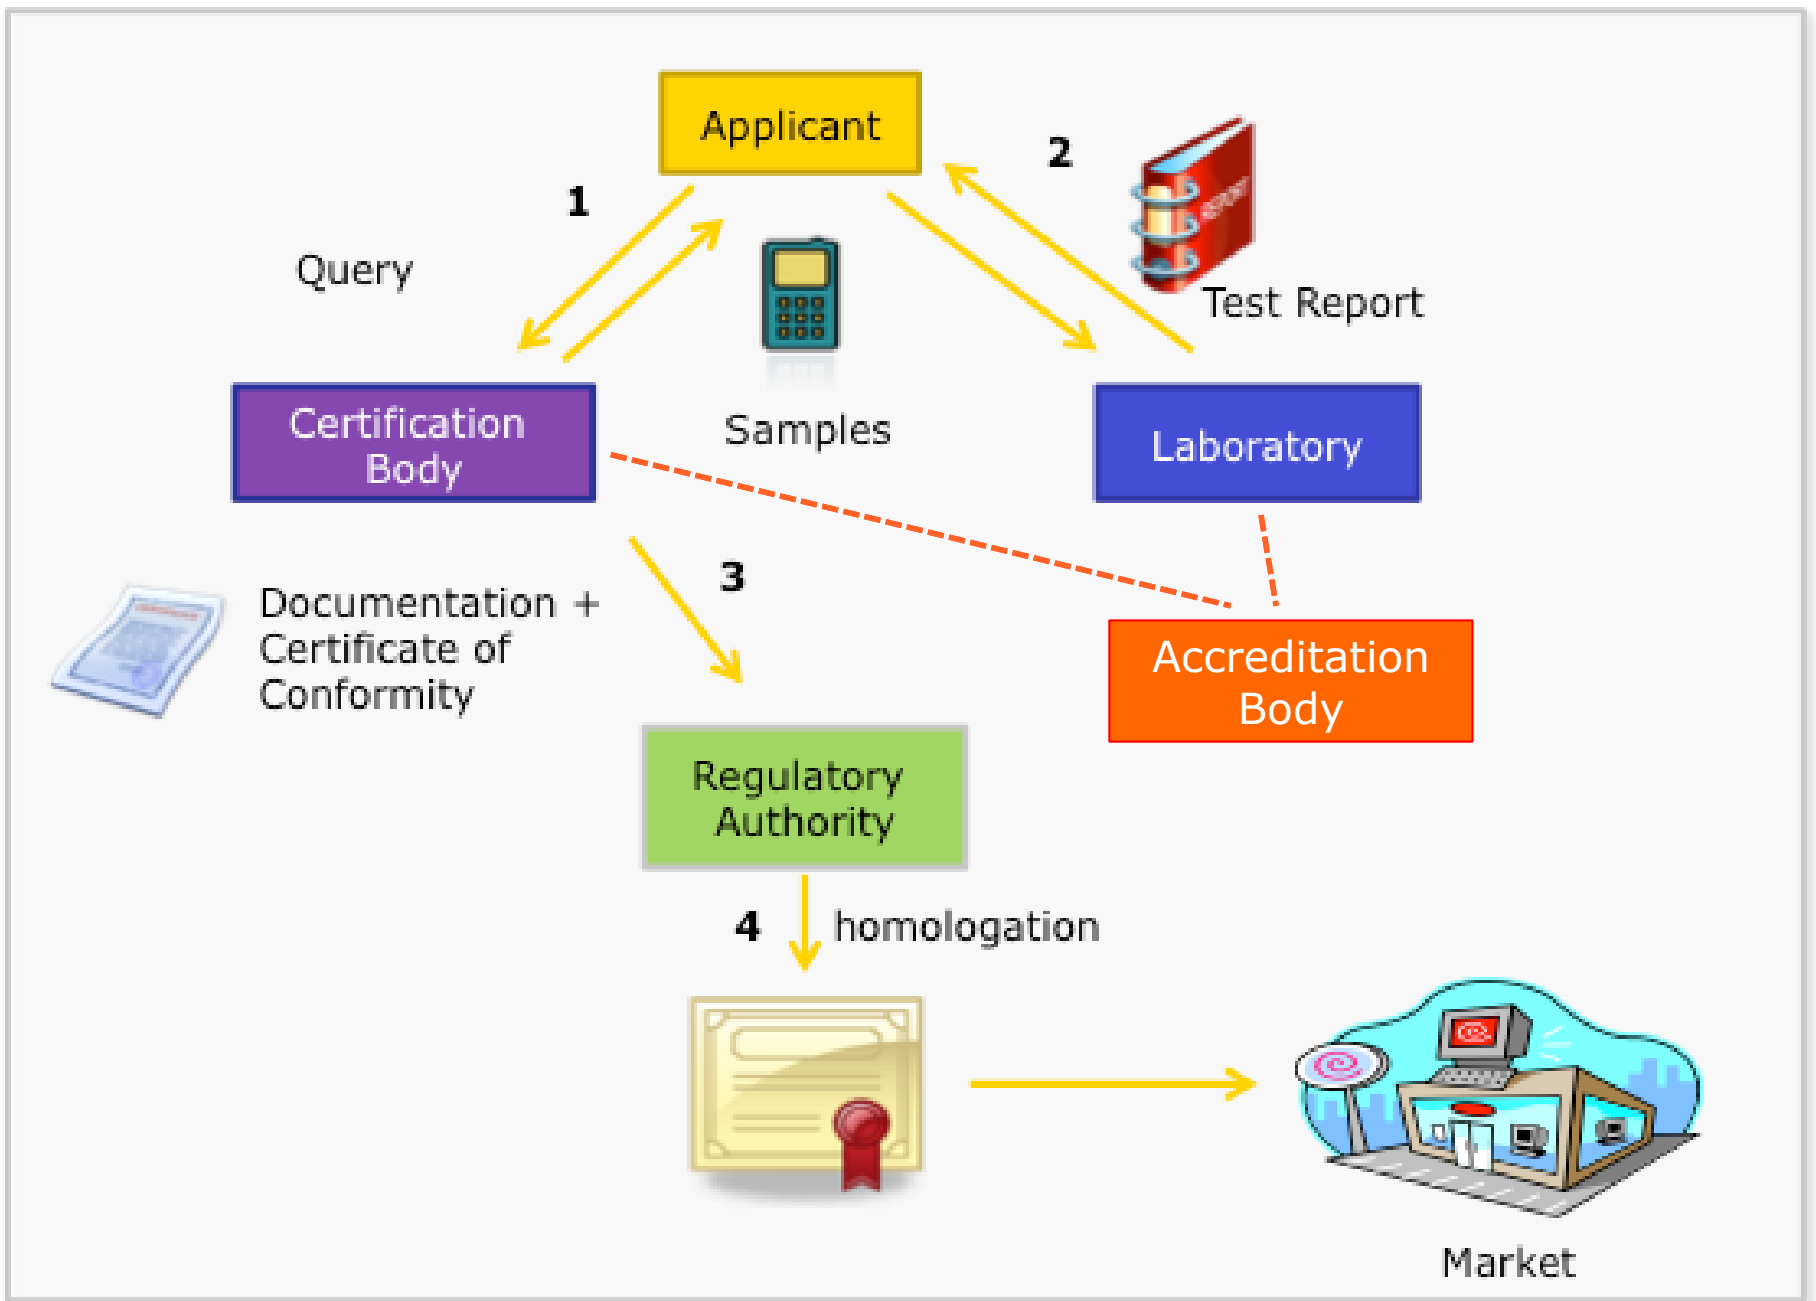 Applicant
2
REPORT
1
Query
Test Report
Samples
Certification
Body
Laboratory
3
Documentation +
Certificate of
Conformity
Accreditation
Body
Regulatory
Authority
4
homologation
Market